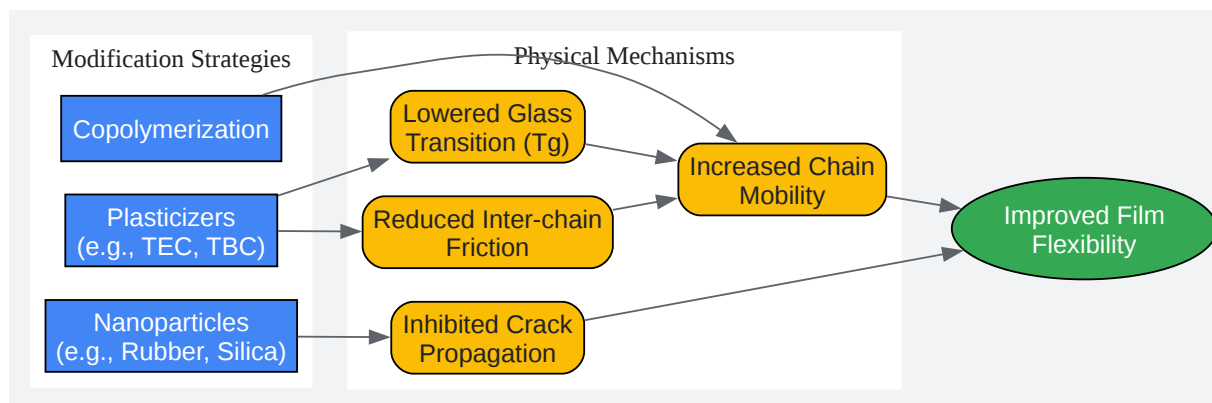 Modification Strategies
Physical Mechanisms
Copolymerization
Plasticizers
(e.g., TEC, TBC)
Nanoparticles
(e.g., Rubber, Silica)
Lowered Glass
Transition (Tg)
Reduced Inter-chain
Friction
Inhibited Crack
Propagation
Increased Chain
Mobility
Improved Film
Flexibility